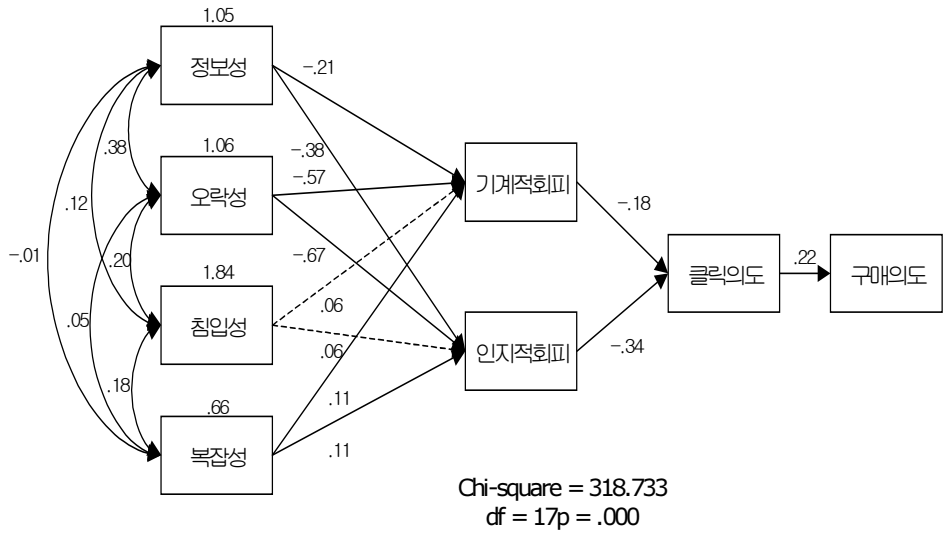 1.05
정보성
-.21
.38
-.38
1.06
오락성
-.57
기계적회피
-.18
.12
-.67
-.01
.20
1.84
침입성
.06
클릭의도
.22
구매의도
.05
.06
인지적회피
-.34
.18
.66
.11
복잡성
.11
Chi-square = 318.733
df = 17p = .000